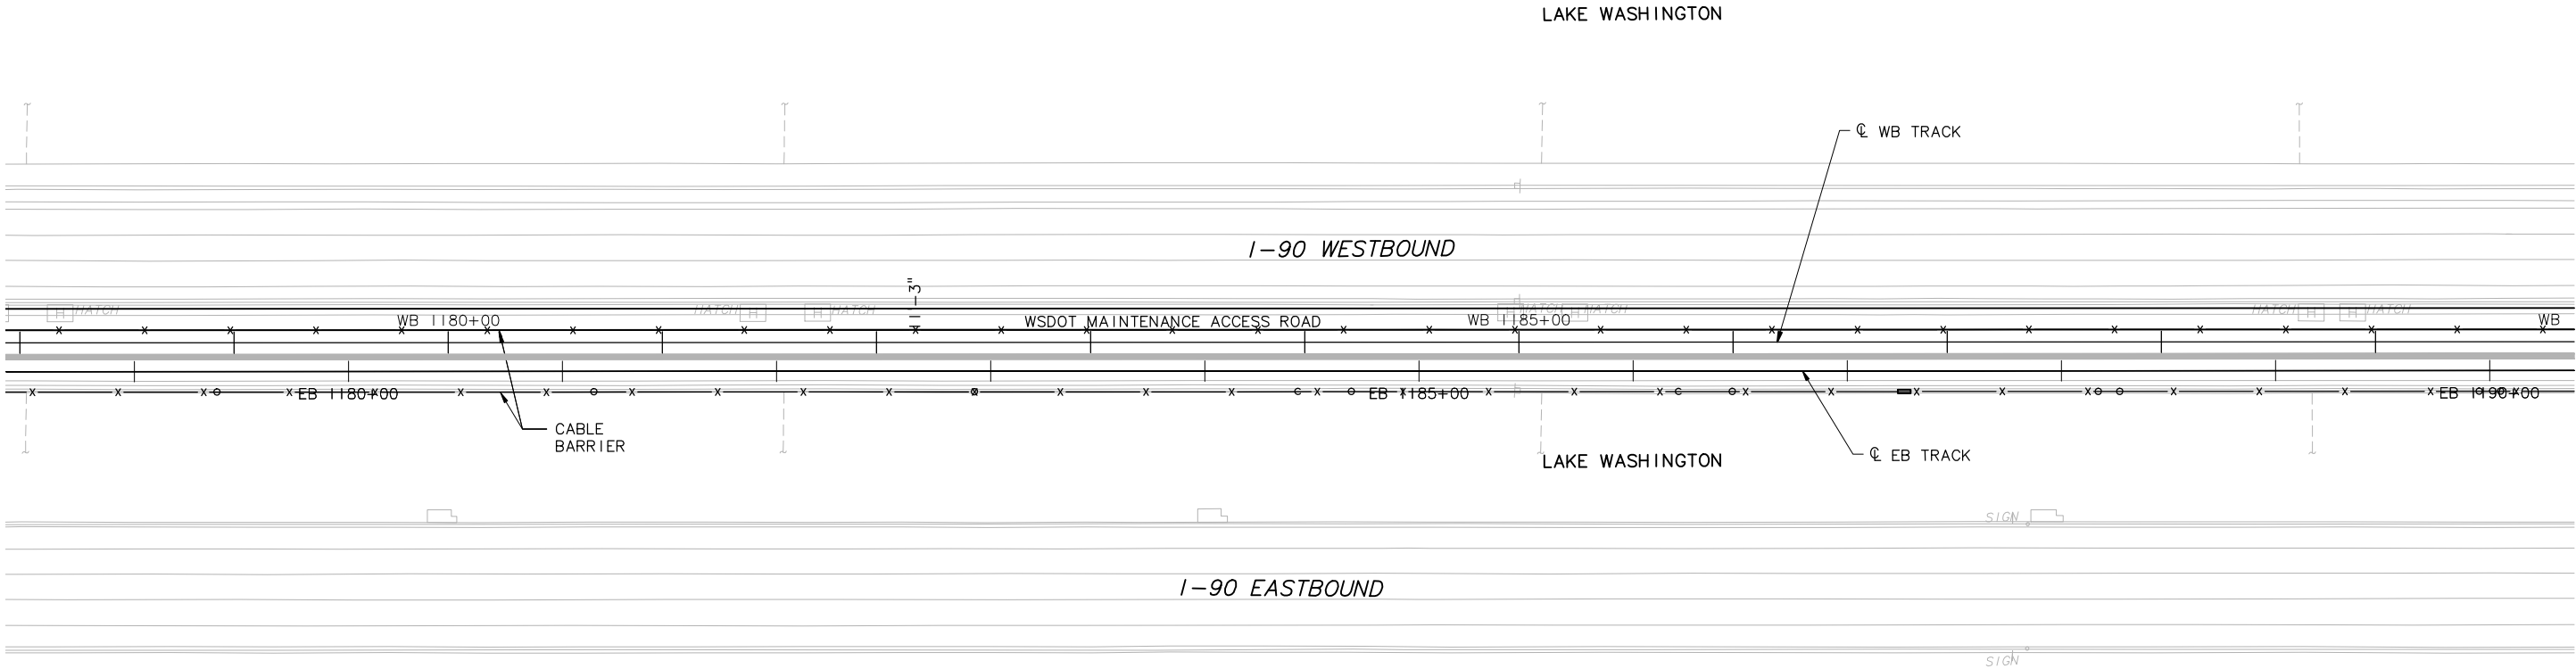 LAKE WASHINGTON
℄ WB TRACK
I-90 WESTBOUND
HATCH
H
HATCH
H
H
HATCH
H
HATCH
H
HATCH
HATCH
H
H
HATCH
WB 1180+00
WSDOT MAINTENANCE ACCESS ROAD
WB 1185+00
WB
EB 1180+00
EB 1185+00
EB 1190+00
CABLE
BARRIER
LAKE WASHINGTON
℄ EB TRACK
SIGN
I-90 EASTBOUND
SIGN